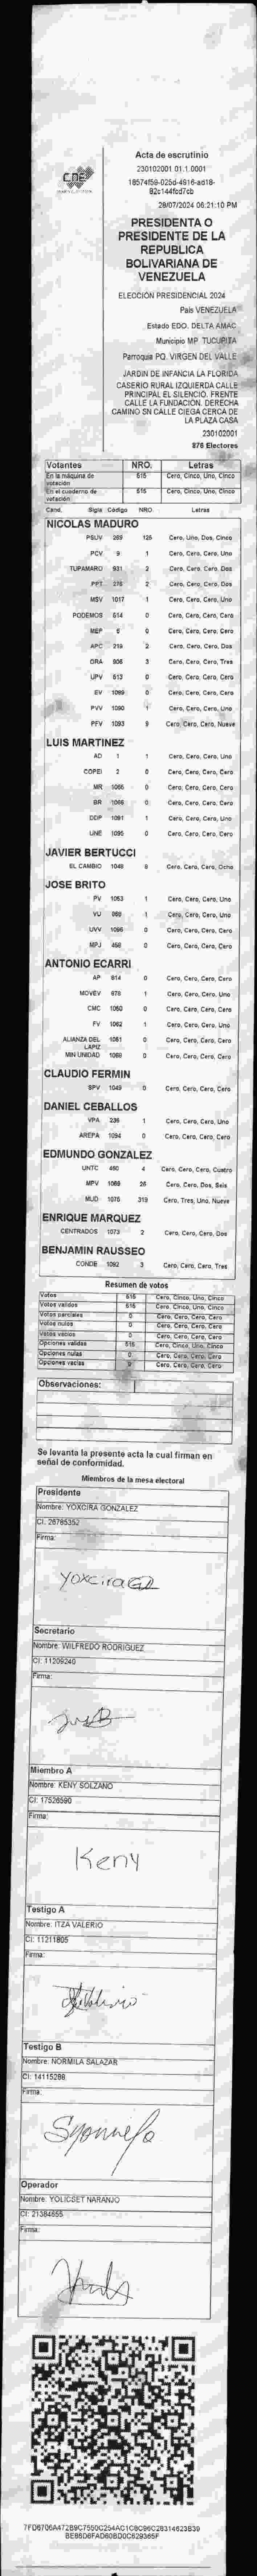 CNE
Acta de escrutinio
230102001.01.1.0001
28/07/2024 06:21:10 PM
PRESIDENTA O
PRESIDENTE DE LA
REPUBLICA
BOLIVARIANA DE
VENEZUELA
ELECCIÓN PRESIDENCIAL 2024
País VENEZUELA
Estado EDO. DELTA AMAC
Municipio MP. TUCUPITA
Parroquia PQ. VIRGEN DEL VALLE
JARDIN DE INFANCIA LA FLORIDA
CASERIO RURAL IZQUIERDA CALLE
PRINCIPAL EL SILENCIO. FRENTE
CALLE LA FUNDACIÓN. DERECHA
CAMINO SN CALLE CIEGA CERCA DE
LA PLAZA CASA
230102001
876 Electores
Votantes NRO. Letras
En la máquina de votación 515 Cero, Cinco, Uno, Cinco
En el cuaderno de votación 515 Cero, Cinco, Uno, Cinco
Cand. Sigla Código NRO. Letras
NICOLAS MADURO
PSUV 269 125 Cero, Uno, Dos, Cinco
PCV 9 1 Cero, Cero, Cero, Uno
TUPAMARO 931 2 Cero, Cero, Cero, Dos
PPT 275 2 Cero, Cero, Cero, Dos
MSV 1017 1 Cero, Cero, Cero, Uno
PODEMOS 514 0 Cero, Cero, Cero, Cero
MEP 6 0 Cero, Cero, Cero, Cero
APC 219 2 Cero, Cero, Cero, Dos
ORA 906 3 Cero, Cero, Cero, Tres
UPV 513 0 Cero, Cero, Cero, Cero
EV 1099 0 Cero, Cero, Cero, Cero
PVV 1090 1 Cero, Cero, Cero, Uno
PFV 1093 9 Cero, Cero, Cero, Nueve
LUIS MARTINEZ
AD 1 1 Cero, Cero, Cero, Uno
COPEI 2 0 Cero, Cero, Cero, Cero
MR 1065 0 Cero, Cero, Cero, Cero
BR 1066 0 Cero, Cero, Cero, Cero
DDP 1091 1 Cero, Cero, Cero, Uno
UNE 1095 0 Cero, Cero, Cero, Cero
JAVIER BERTUCCI
EL CAMBIO 1048 8 Cero, Cero, Cero, Ocho
JOSE BRITO
PV 1053 1 Cero, Cero, Cero, Uno
VU 968 1 Cero, Cero, Cero, Uno
UVV 1096 0 Cero, Cero, Cero, Cero
MPJ 458 0 Cero, Cero, Cero, Cero
ANTONIO ECARRI
AP 614 0 Cero, Cero, Cero, Cero
MOVEV 678 1 Cero, Cero, Cero, Uno
CMC 1050 0 Cero, Cero, Cero, Cero
FV 1062 1 Cero, Cero, Cero, Uno
ALIANZA DEL LAPIZ 1051 0 Cero, Cero, Cero, Cero
MIN UNIDAD 1069 0 Cero, Cero, Cero, Cero
CLAUDIO FERMIN
SPV 1049 0 Cero, Cero, Cero, Cero
DANIEL CEBALLOS
VPA 236 1 Cero, Cero, Cero, Uno
AREPA 1094 0 Cero, Cero, Cero, Cero
EDMUNDO GONZALEZ
UNTC 460 4 Cero, Cero, Cero, Cuatro
MPV 1089 26 Cero, Cero, Dos, Seis
MUD 1075 319 Cero, Tres, Uno, Nueve
ENRIQUE MARQUEZ
CENTRADOS 1073 2 Cero, Cero, Cero, Dos
BENJAMIN RAUSSEO
CONDE 1092 3 Cero, Cero, Cero, Tres
Resumen de votos
Votos 515 Cero, Cinco, Uno, Cinco
Votos válidos 515 Cero, Cinco, Uno, Cinco
Votos parciales 0 Cero, Cero, Cero, Cero
Votos nulos 0 Cero, Cero, Cero, Cero
Votos vacíos 0 Cero, Cero, Cero, Cero
Opciones válidas 515 Cero, Cinco, Uno, Cinco
Opciones nulas 0 Cero, Cero, Cero, Cero
Opciones vacías 0 Cero, Cero, Cero, Cero
Observaciones:
Se levanta la presente acta la cual firman en
señal de conformidad.
Miembros de la mesa electoral
Presidente
Nombre: YOXCIRA GONZALEZ
CI: 26785352
Firma:
Yoxcira GZ
Secretario
Nombre: WILFREDO RODRIGUEZ
CI: 11209240
Firma:
Miembro A
Nombre: KENY SOLZANO
CI: 17526590
Firma:
Keny
Testigo A
Nombre: ITZA VALERIO
CI: 11211805
Firma:
Testigo B
Nombre: NORMILA SALAZAR
CI: 14115288
Firma:
Operador
Nombre: YOLICSET NARANJO
CI: 21384655
Firma: